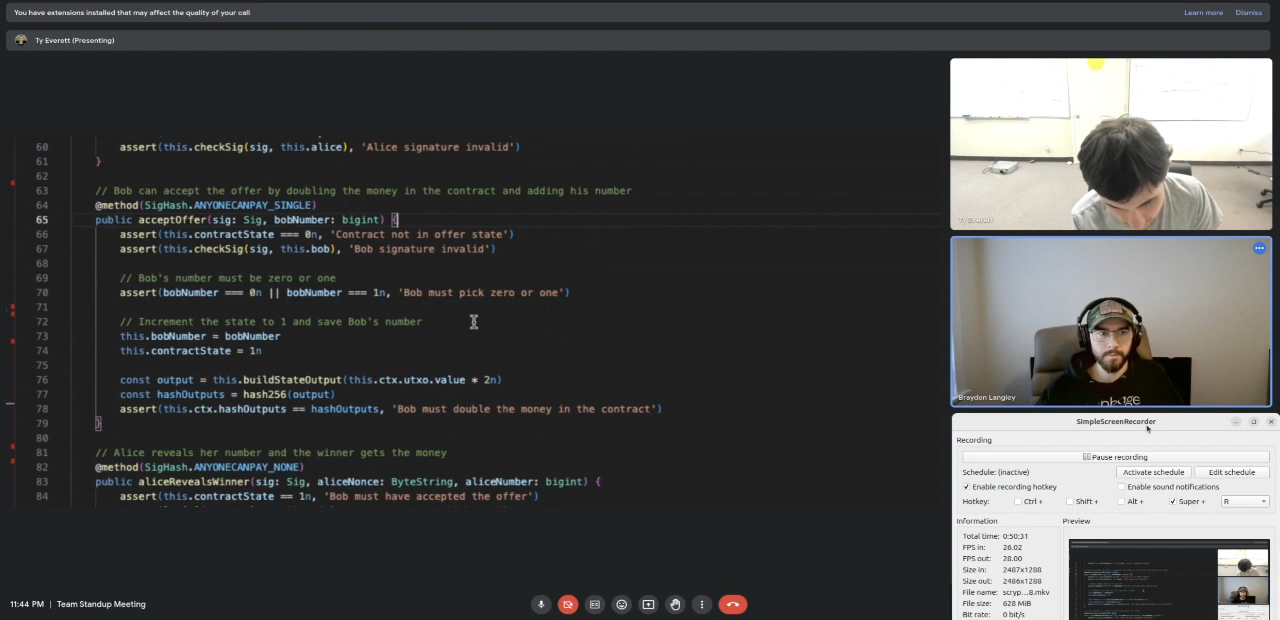 You have extensions installed that may affect the quality of your call
Learn more
Dismiss
Ty Everett (Presenting)
60 assert(this.checkSig(sig, this.alice), 'Alice signature invalid')
61 }
62
63 // Bob can accept the offer by doubling the money in the contract and adding his number
64 @method(SigHash.ANYONECANPAY_SINGLE)
65 public acceptOffer(sig: Sig, bobNumber: bigint) {
66 assert(this.contractState === 0n, 'Contract not in offer state')
67 assert(this.checkSig(sig, this.bob), 'Bob signature invalid')
68
69 // Bob's number must be zero or one
70 assert(bobNumber === 0n || bobNumber === 1n, 'Bob must pick zero or one')
71
72 // Increment the state to 1 and save Bob's number
73 this.bobNumber = bobNumber
74 this.contractState = 1n
75
76 const output = this.buildStateOutput(this.ctx.utxo.value * 2n)
77 const hashOutputs = hash256(output)
78 assert(this.ctx.hashOutputs == hashOutputs, 'Bob must double the money in the contract')
79 }
80
81 // Alice reveals her number and the winner gets the money
82 @method(SigHash.ANYONECANPAY_NONE)
83 public aliceRevealsWinner(sig: Sig, aliceNonce: ByteString, aliceNumber: bigint) {
84 assert(this.contractState == 1n, 'Bob must have accepted the offer')
Ty Everett
Brayden Langley
SimpleScreenRecorder
Recording
Pause recording
Schedule: (inactive)
Activate schedule
Edit schedule
Enable recording hotkey
Enable sound notifications
Hotkey:
Ctrl +
Shift +
Alt +
Super +
R
Information
Preview
Total time: 0:50:31
FPS in: 26.02
FPS out: 28.00
Size in: 2487x1288
Size out: 2486x1288
File name: scryp...8.mkv
File size: 628 MiB
Bit rate: 0 bit/s
11:44 PM | Team Standup Meeting